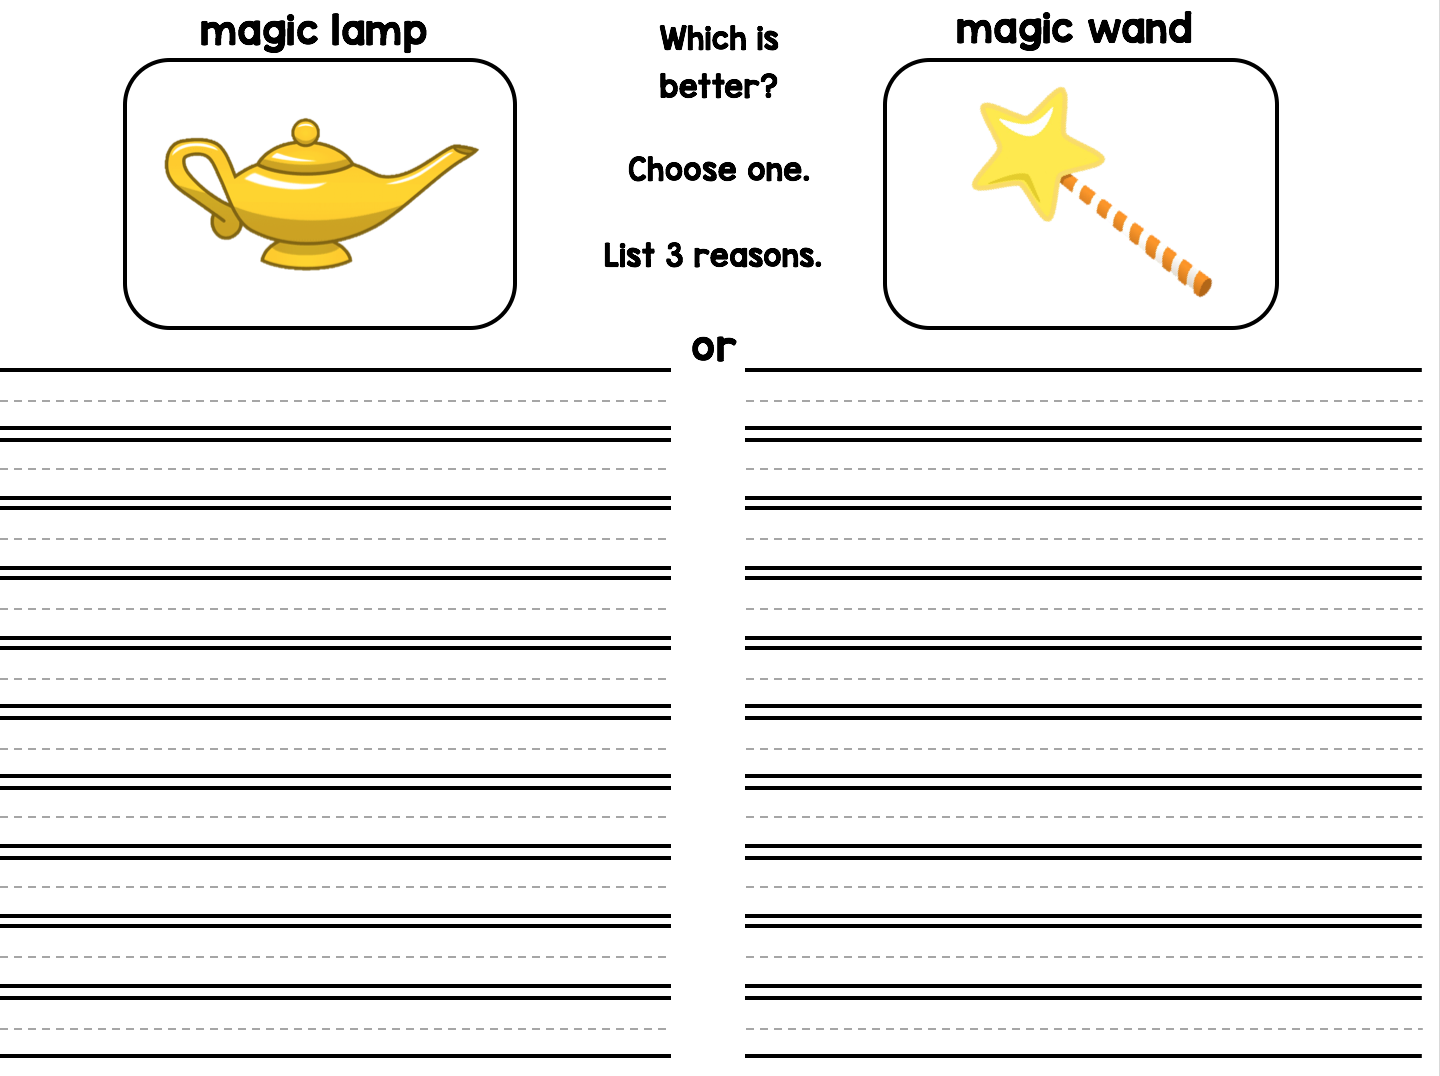 magic lamp
Which is
better?
Choose one.
List 3 reasons.
or
magic wand